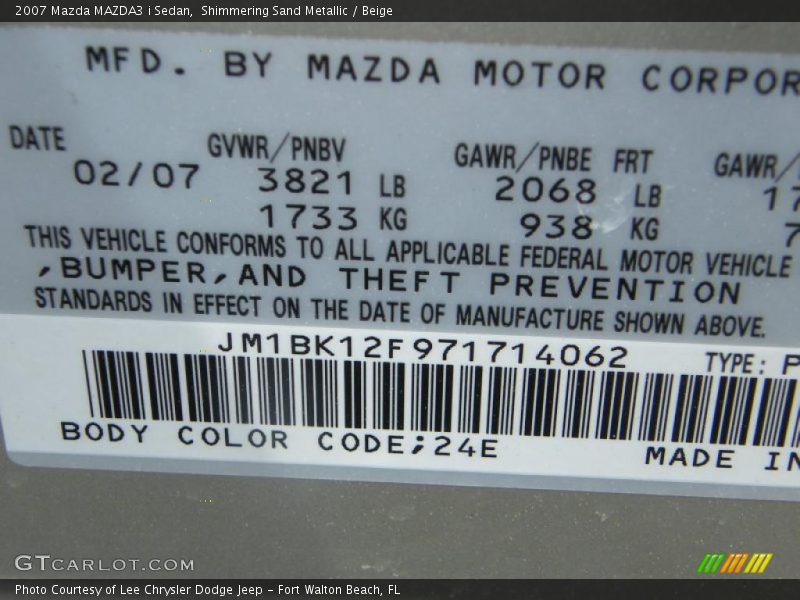 2007 Mazda MAZDA3 i Sedan,  Shimmering Sand Metallic / Beige
MFD. BY MAZDA MOTOR CORPOR
DATE GVWR/PNBV GAWR/PNBE FRT GAWR/
02/07 3821 LB 2068 LB 17
1733 KG 938 KG 7
THIS VEHICLE CONFORMS TO ALL APPLICABLE FEDERAL MOTOR VEHICLE
,BUMPER,AND THEFT PREVENTION
STANDARDS IN EFFECT ON THE DATE OF MANUFACTURE SHOWN ABOVE.
JM1BK12F971714062 TYPE: P
BODY COLOR CODE;24E MADE IN
GTCARLOT.COM
Photo Courtesy of Lee Chrysler Dodge Jeep - Fort Walton Beach, FL